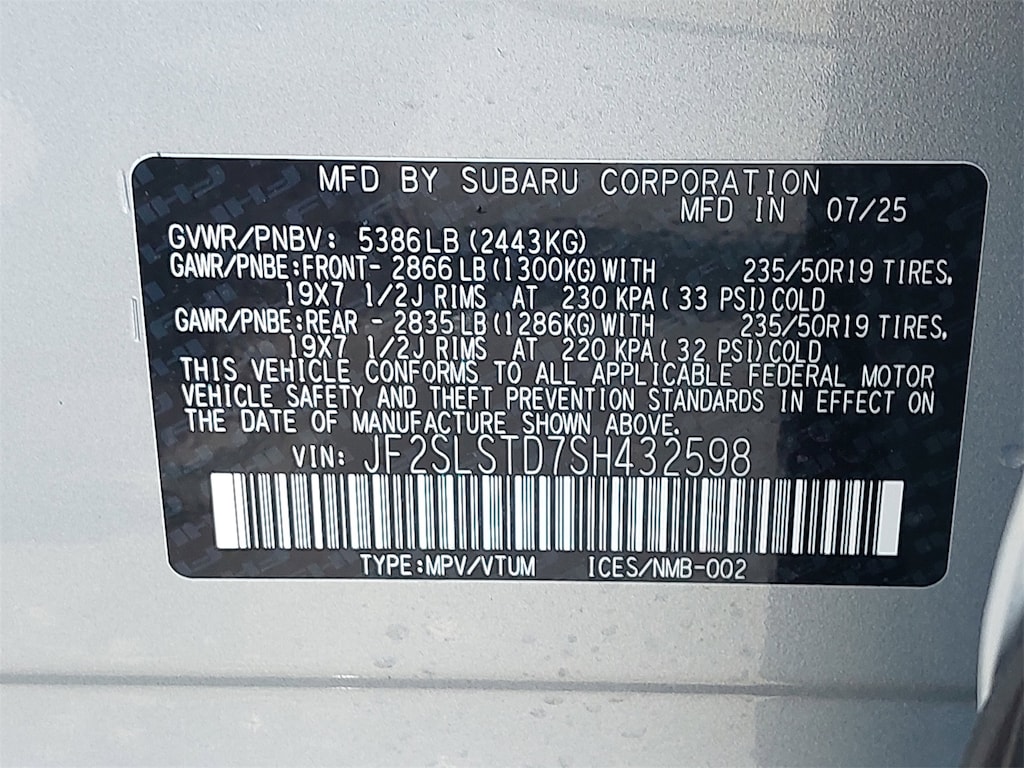 MFD BY SUBARU CORPORATION
MFD IN 07/25
GVWR/PNBV: 5386LB(2443KG)
GAWR/PNBE:FRONT- 2866LB(1300KG)WITH 235/50R19 TIRES,
19X7 1/2J RIMS AT 230 KPA( 33 PSI)COLD
GAWR/PNBE:REAR - 2835LB(1286KG)WITH 235/50R19 TIRES,
19X7 1/2J RIMS AT 220 KPA( 32 PSI)COLD
THIS VEHICLE CONFORMS TO ALL APPLICABLE FEDERAL MOTOR
VEHICLE SAFETY AND THEFT PREVENTION STANDARDS IN EFFECT ON
THE DATE OF MANUFACTURE SHOWN ABOVE.
VIN: JF2SLSTD7SH432598
TYPE:MPV/VTUM ICES/NMB-002